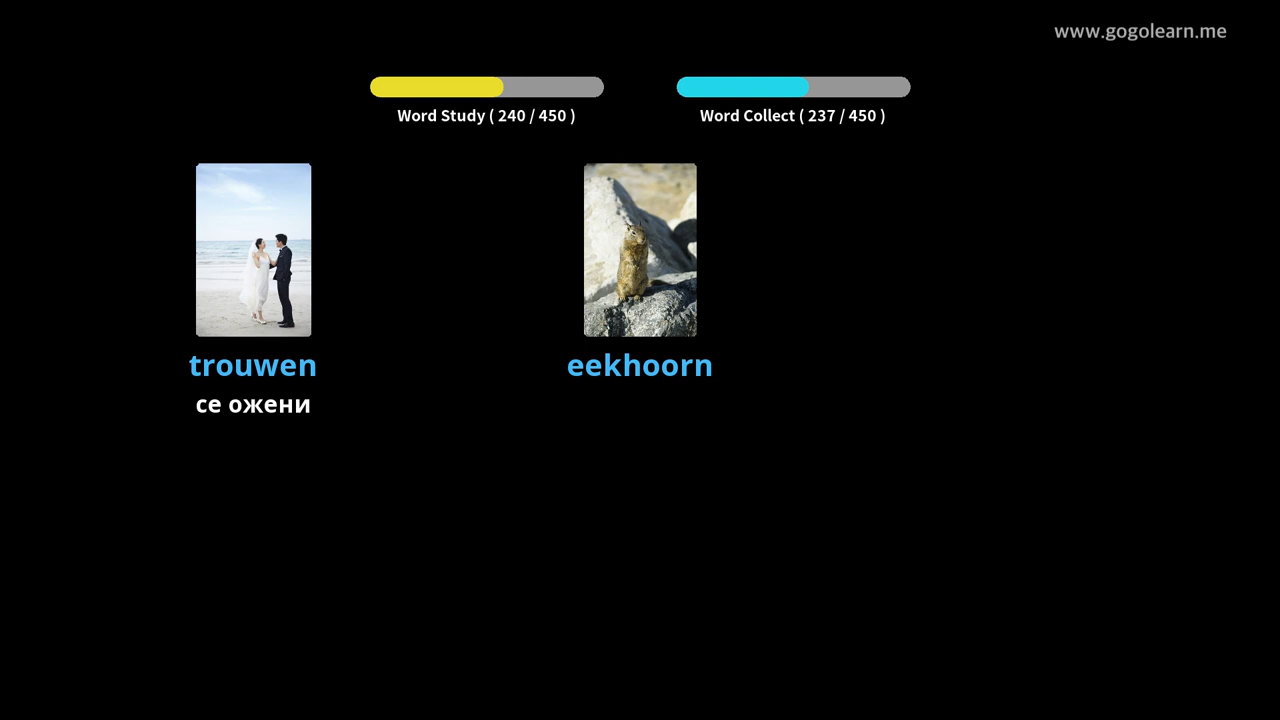 www.gogolearn.me
Word Study ( 240 / 450 )
Word Collect ( 237 / 450 )
trouwen
се ожени
eekhoorn